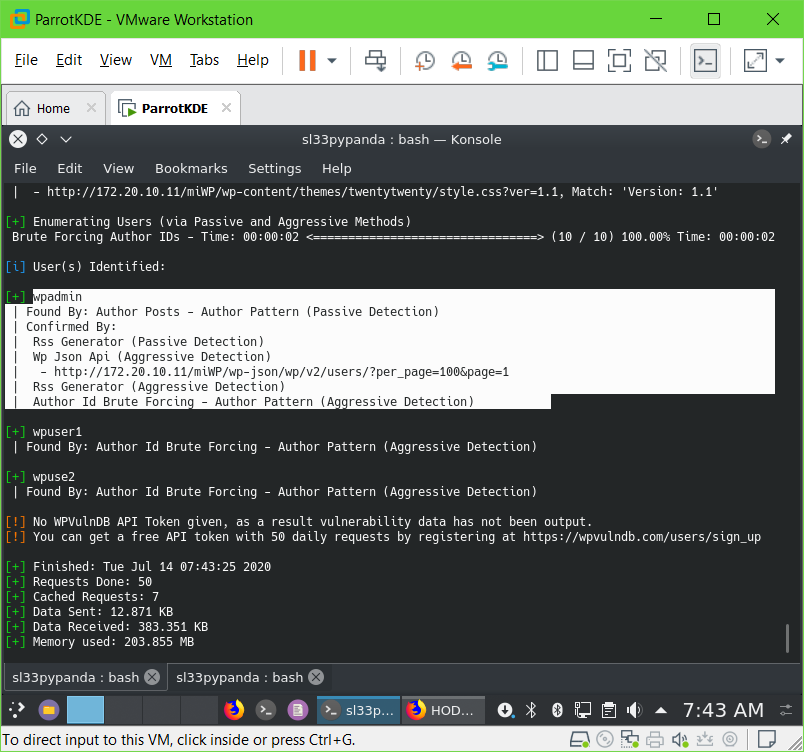 ParrotKDE - VMware Workstation
File Edit View VM Tabs Help
Home
ParrotKDE
sl33pypanda : bash — Konsole
File Edit View Bookmarks Settings Help
|  - http://172.20.10.11/miWP/wp-content/themes/twentytwenty/style.css?ver=1.1, Match: 'Version: 1.1'
[+] Enumerating Users (via Passive and Aggressive Methods)
Brute Forcing Author IDs - Time: 00:00:02 <================================> (10 / 10) 100.00% Time: 00:00:02
[i] User(s) Identified:
[+] wpadmin
| Found By: Author Posts - Author Pattern (Passive Detection)
| Confirmed By:
|  Rss Generator (Passive Detection)
|  Wp Json Api (Aggressive Detection)
|   - http://172.20.10.11/miWP/wp-json/wp/v2/users/?per_page=100&page=1
|  Rss Generator (Aggressive Detection)
|  Author Id Brute Forcing - Author Pattern (Aggressive Detection)
[+] wpuser1
| Found By: Author Id Brute Forcing - Author Pattern (Aggressive Detection)
[+] wpuse2
| Found By: Author Id Brute Forcing - Author Pattern (Aggressive Detection)
[!] No WPVulnDB API Token given, as a result vulnerability data has not been output.
[!] You can get a free API token with 50 daily requests by registering at https://wpvulndb.com/users/sign_up
[+] Finished: Tue Jul 14 07:43:25 2020
[+] Requests Done: 50
[+] Cached Requests: 7
[+] Data Sent: 12.871 KB
[+] Data Received: 383.351 KB
[+] Memory used: 203.855 MB
sl33pypanda : bash
sl33pypanda : bash
sl33p...
HOD...
7:43 AM
To direct input to this VM, click inside or press Ctrl+G.